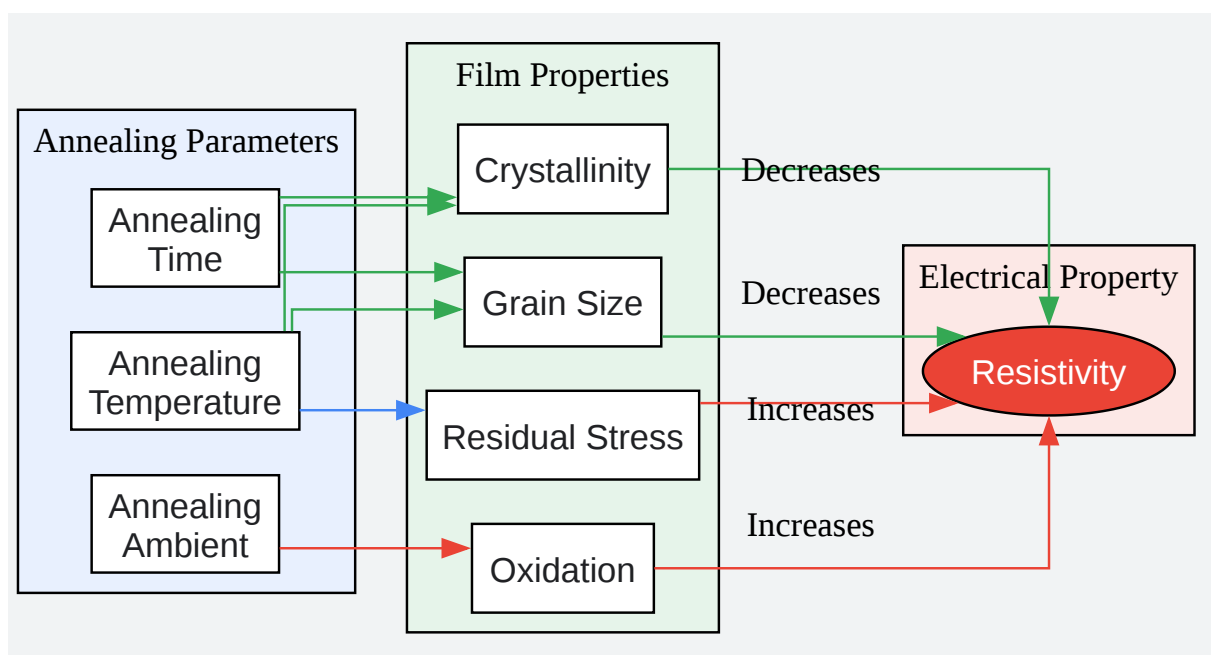 Film Properties
Annealing Parameters
Crystallinity
Decreases
Annealing
Time
Grain Size
Decreases
Electrical Property
Annealing
Temperature
Resistivity
Residual Stress
Increases
Annealing
Ambient
Oxidation
Increases